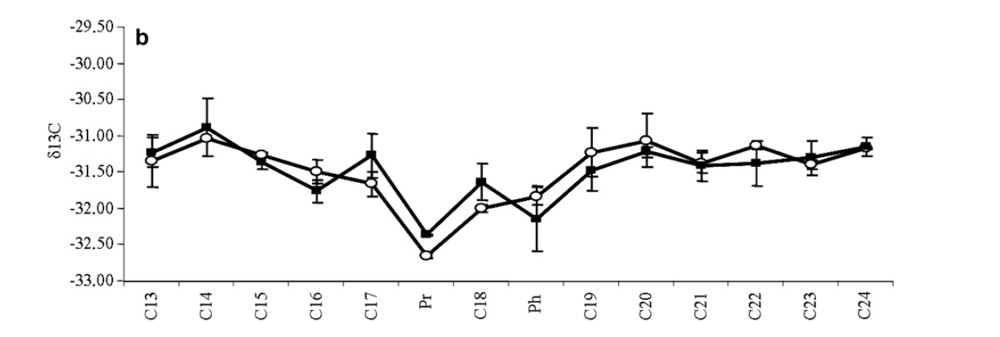 b
-29.50
-30.00
-30.50
-31.00
-31.50
-32.00
-32.50
-33.00
δ13C
C13
C14
C15
C16
C17
Pr
C18
Ph
C19
C20
C21
C22
C23
C24